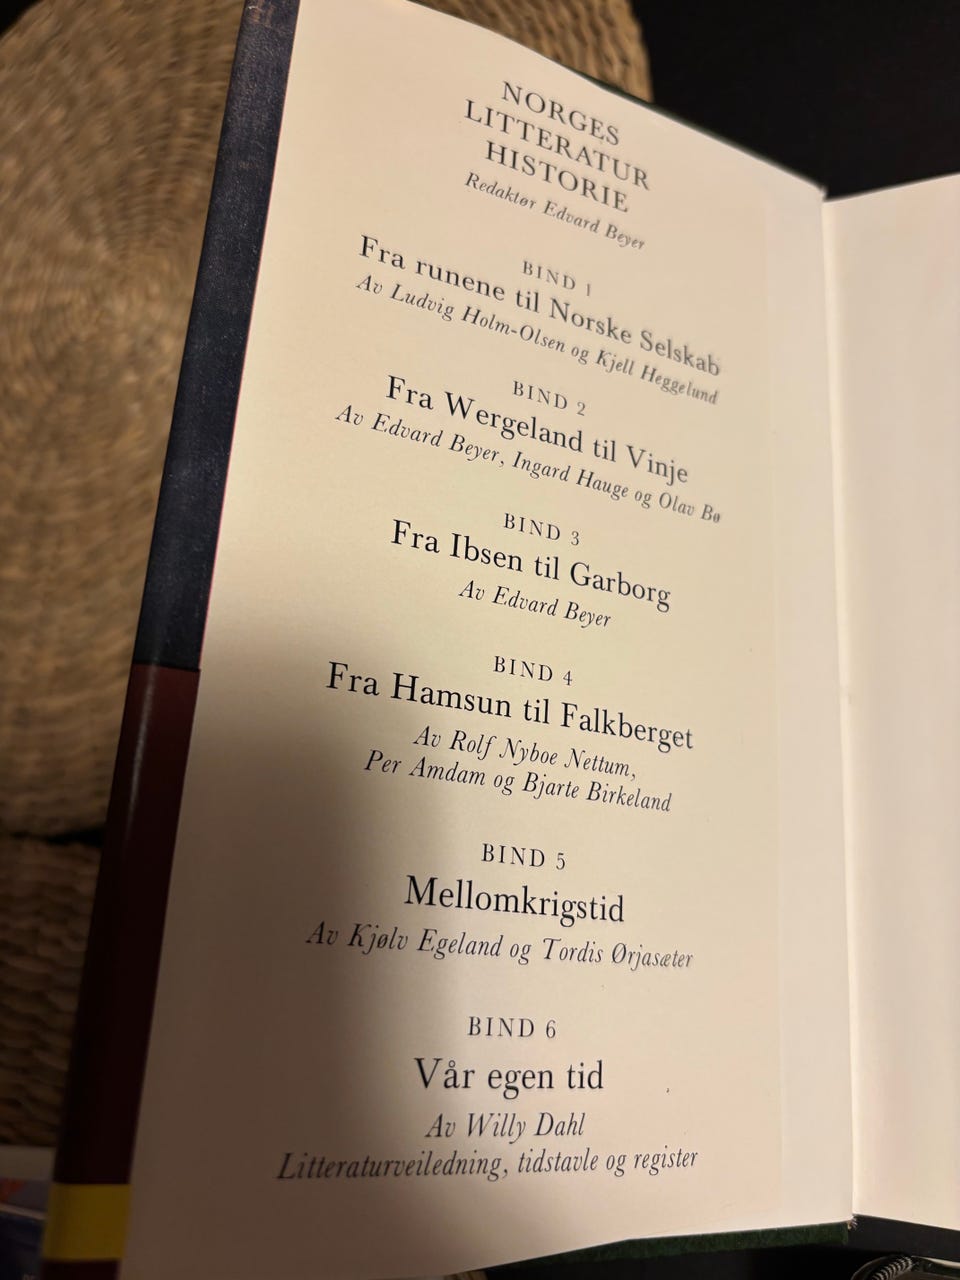 NORGES
LITTERATUR
HISTORIE
Redaktør Edvard Beyer
BIND 1
Fra runene til Norske Selskab
Av Ludvig Holm-Olsen og Kjell Heggelund
BIND 2
Fra Wergeland til Vinje
Av Edvard Beyer, Ingard Hauge og Olav Bø
BIND 3
Fra Ibsen til Garborg
Av Edvard Beyer
BIND 4
Fra Hamsun til Falkberget
Av Rolf Nyboe Nettum,
Per Amdam og Bjarte Birkeland
BIND 5
Mellomkrigstid
Av Kjølv Egeland og Tordis Ørjasæter
BIND 6
Vår egen tid
Av Willy Dahl
Litteraturveiledning, tidstavle og register